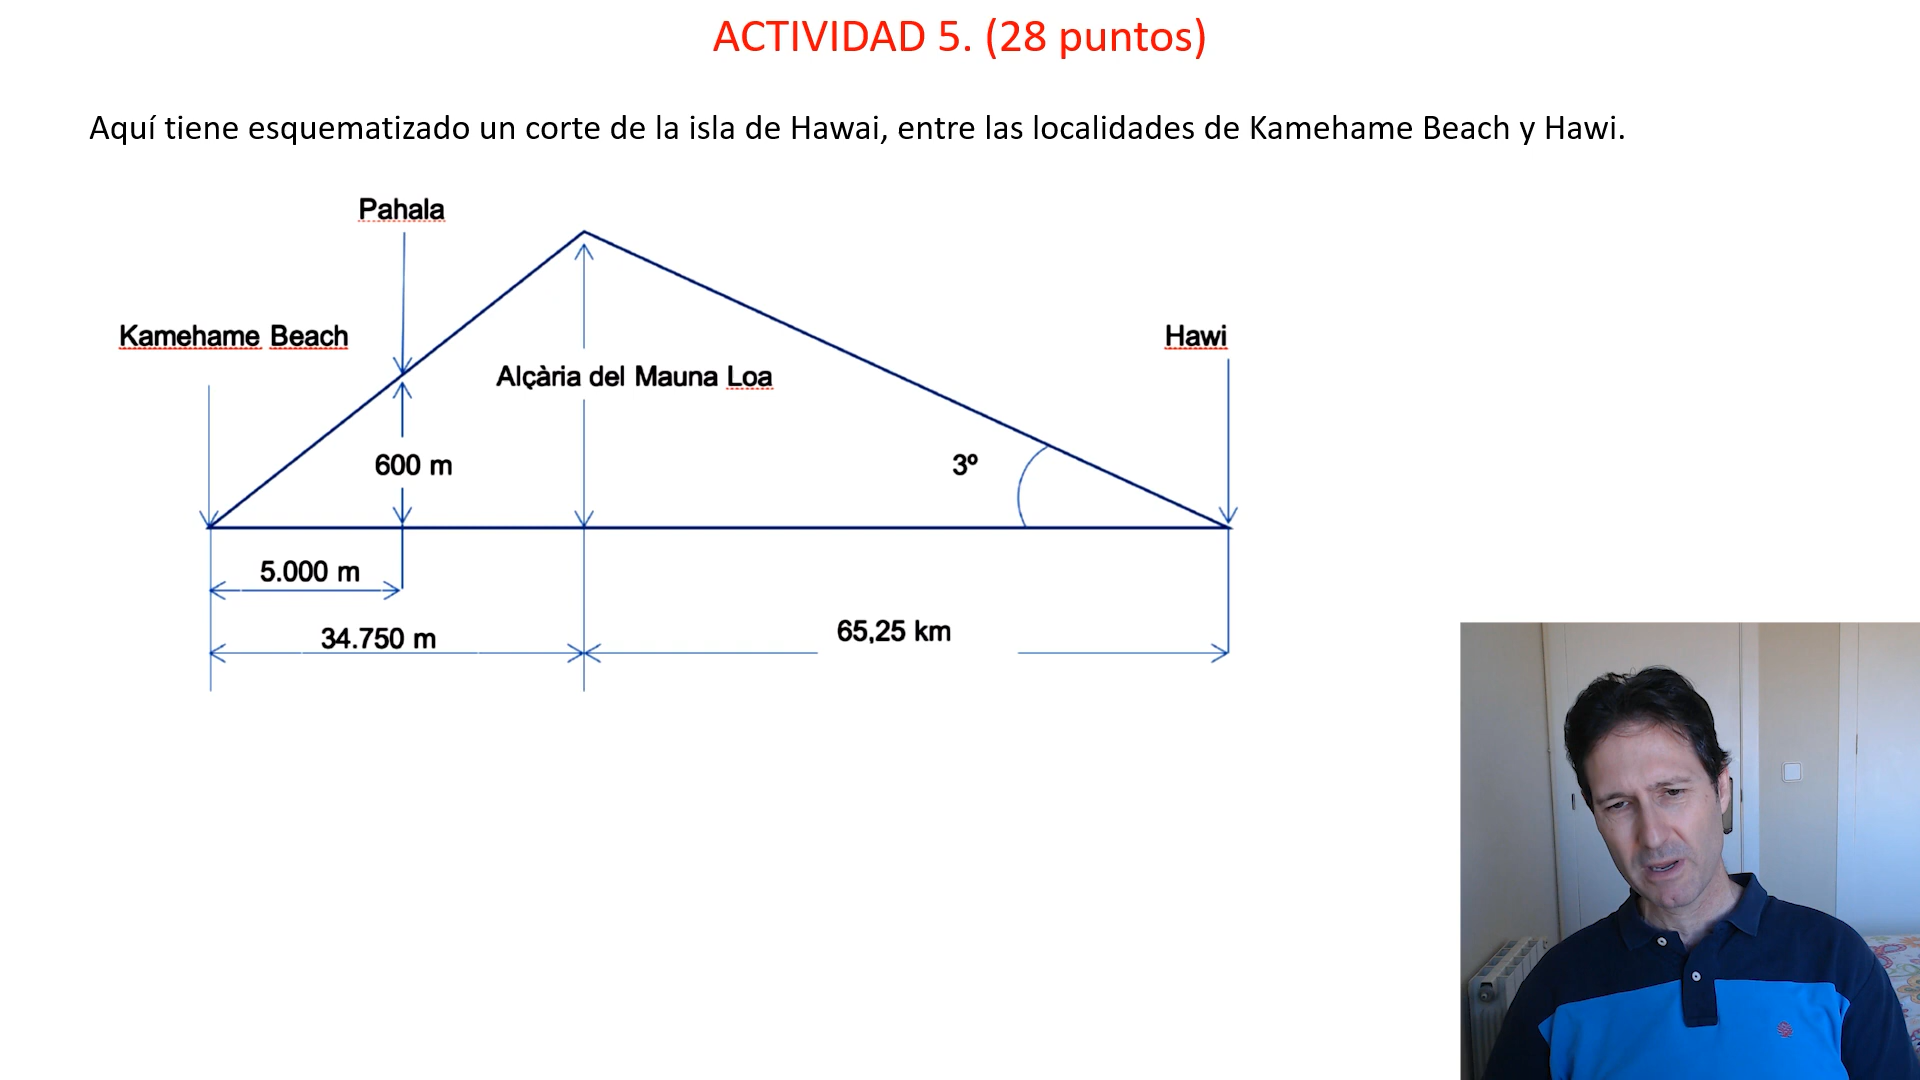 ACTIVIDAD 5. (28 puntos)
Aquí tiene esquematizado un corte de la isla de Hawai, entre las localidades de Kamehame Beach y Hawi.
Pahala
Kamehame Beach
Hawi
Alçària del Mauna Loa
600 m
3º
5.000 m
34.750 m
65,25 km